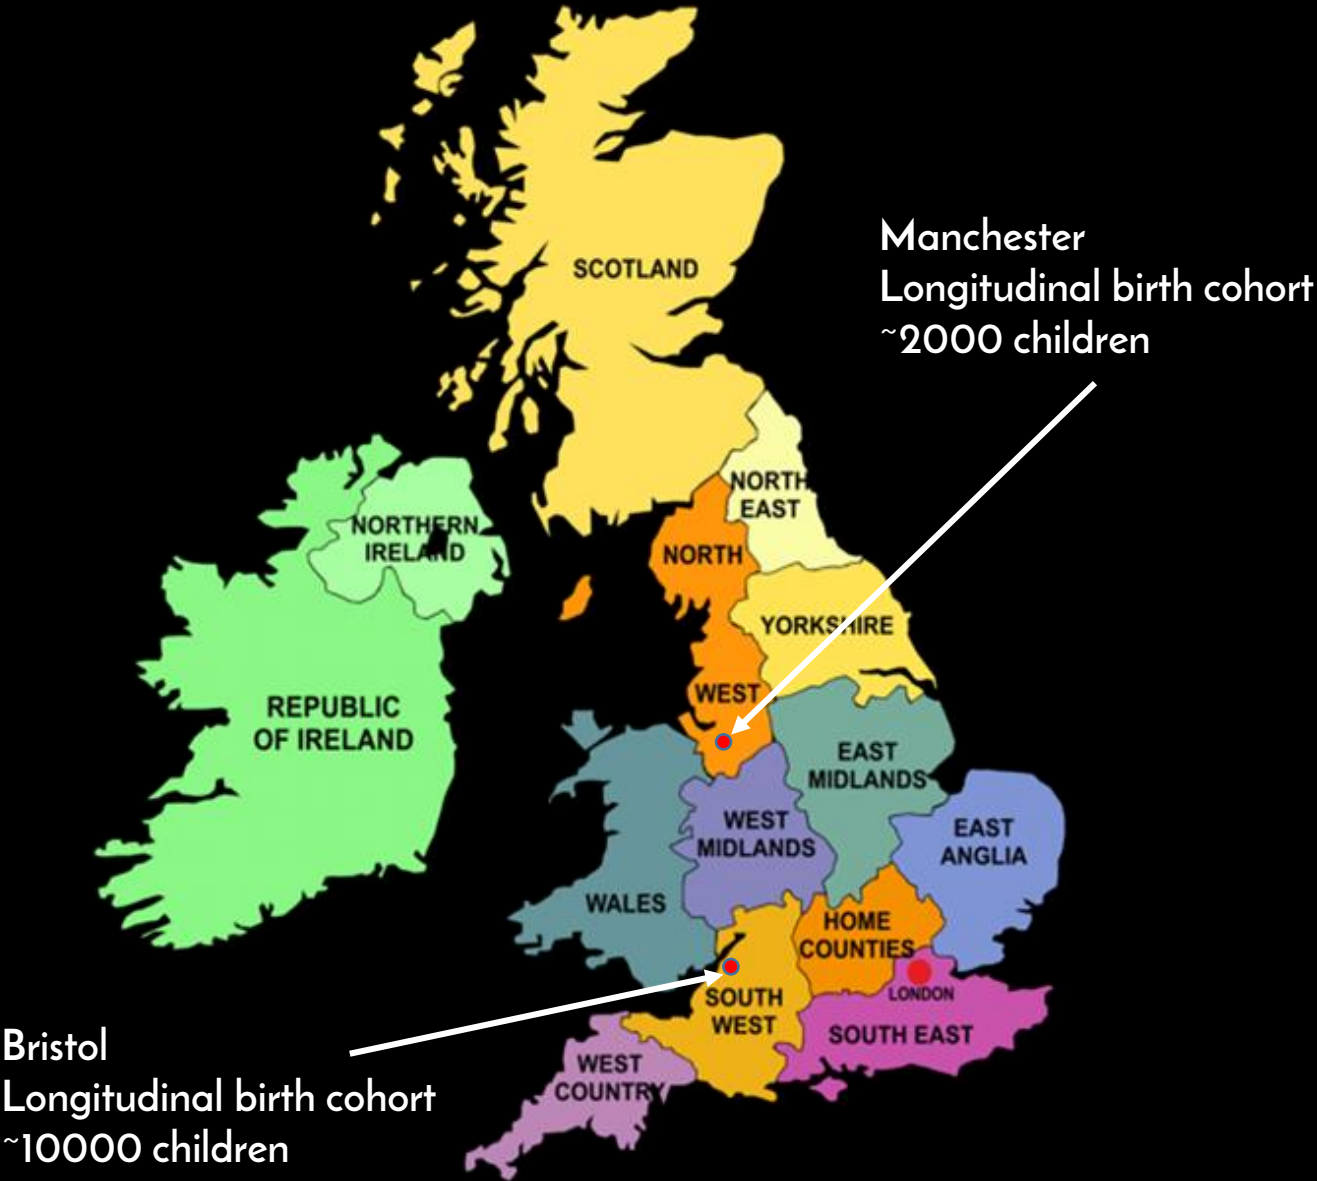 SCOTLAND
Manchester
Longitudinal birth cohort
~2000 children
NORTH
EAST
NORTHERN
IRELAND
NORTH
YORKSHIRE
WEST
REPUBLIC
OF IRELAND
EAST
MIDLANDS
WEST
MIDLANDS
EAST
ANGLIA
WALES
HOME
COUNTIES
LONDON
SOUTH
WEST
SOUTH EAST
WEST
COUNTRY
Bristol
Longitudinal birth cohort
~10000 children